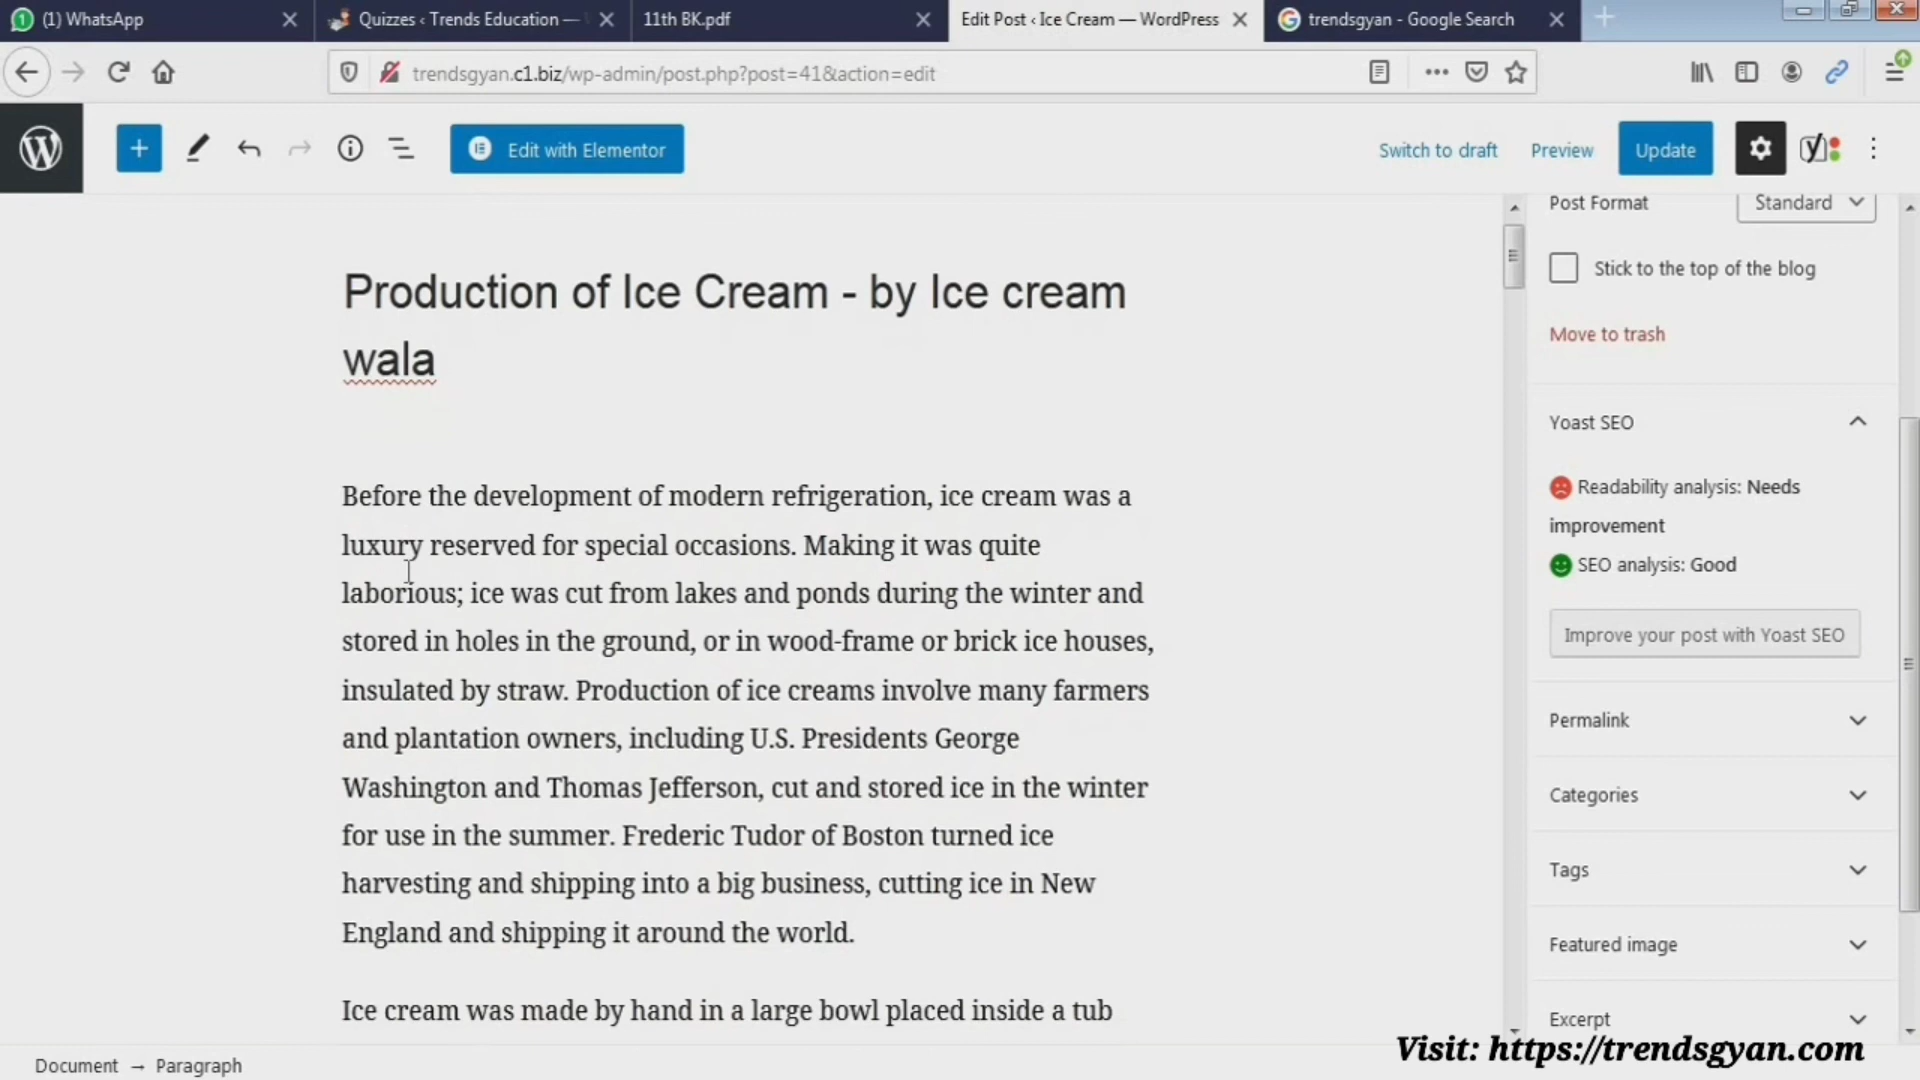 (1) WhatsApp
Quizzes ‹ Trends Education —
11th BK.pdf
Edit Post ‹ Ice Cream — WordPress
trendsgyan - Google Search
trendsgyan.c1.biz/wp-admin/post.php?post=41&action=edit
Edit with Elementor
Switch to draft
Preview
Update
Production of Ice Cream - by Ice cream
wala
Before the development of modern refrigeration, ice cream was a
luxury reserved for special occasions. Making it was quite
laborious; ice was cut from lakes and ponds during the winter and
stored in holes in the ground, or in wood-frame or brick ice houses,
insulated by straw. Production of ice creams involve many farmers
and plantation owners, including U.S. Presidents George
Washington and Thomas Jefferson, cut and stored ice in the winter
for use in the summer. Frederic Tudor of Boston turned ice
harvesting and shipping into a big business, cutting ice in New
England and shipping it around the world.
Ice cream was made by hand in a large bowl placed inside a tub
Post Format
Standard
Stick to the top of the blog
Move to trash
Yoast SEO
Readability analysis: Needs
improvement
SEO analysis: Good
Improve your post with Yoast SEO
Permalink
Categories
Tags
Featured image
Excerpt
Visit: https://trendsgyan.com
Document → Paragraph